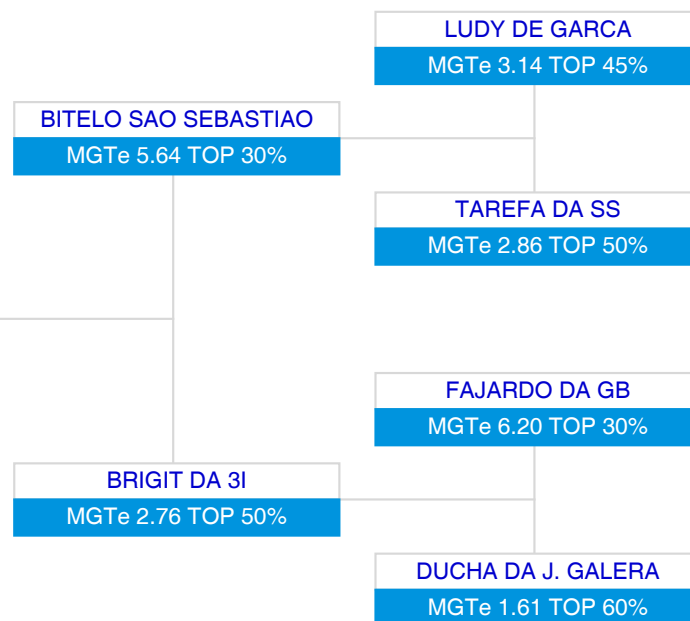 LUDY DE GARCA
MGTe 3.14 TOP 45%
BITELO SAO SEBASTIAO
MGTe 5.64 TOP 30%
TAREFA DA SS
MGTe 2.86 TOP 50%
FAJARDO DA GB
MGTe 6.20 TOP 30%
BRIGIT DA 3I
MGTe 2.76 TOP 50%
DUCHA DA J. GALERA
MGTe 1.61 TOP 60%